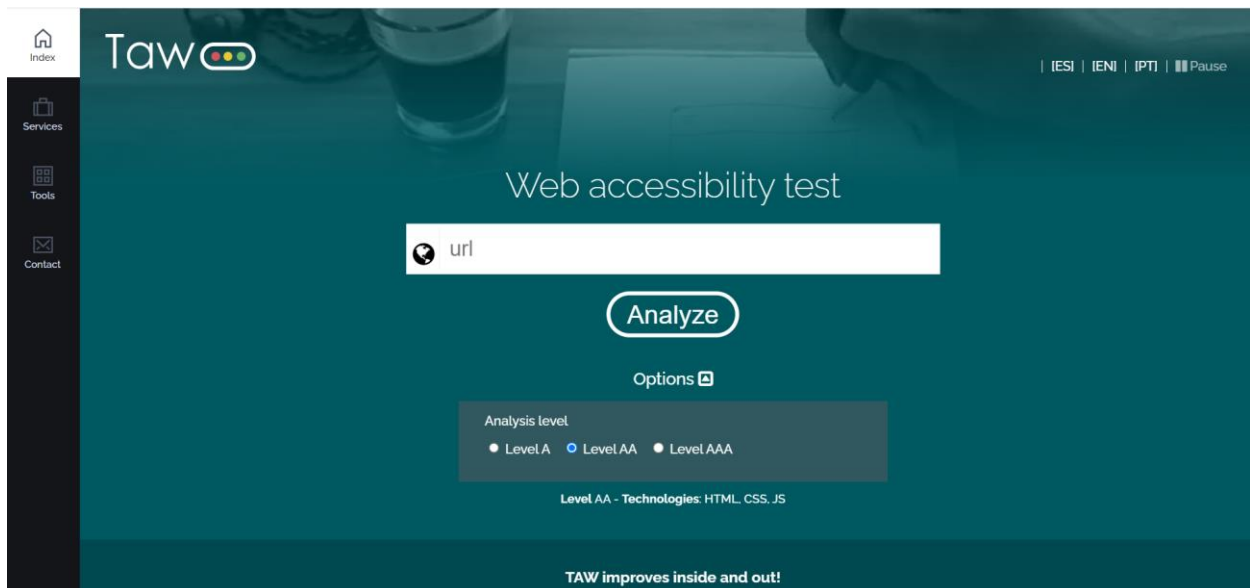 Index
Services
Tools
Contact
Taw
| [ES] | [EN] | [PT] | Pause
Web accessibility test
url
Analyze
Options
Analysis level
Level A Level AA Level AAA
Level AA - Technologies: HTML, CSS, JS
TAW improves inside and out!